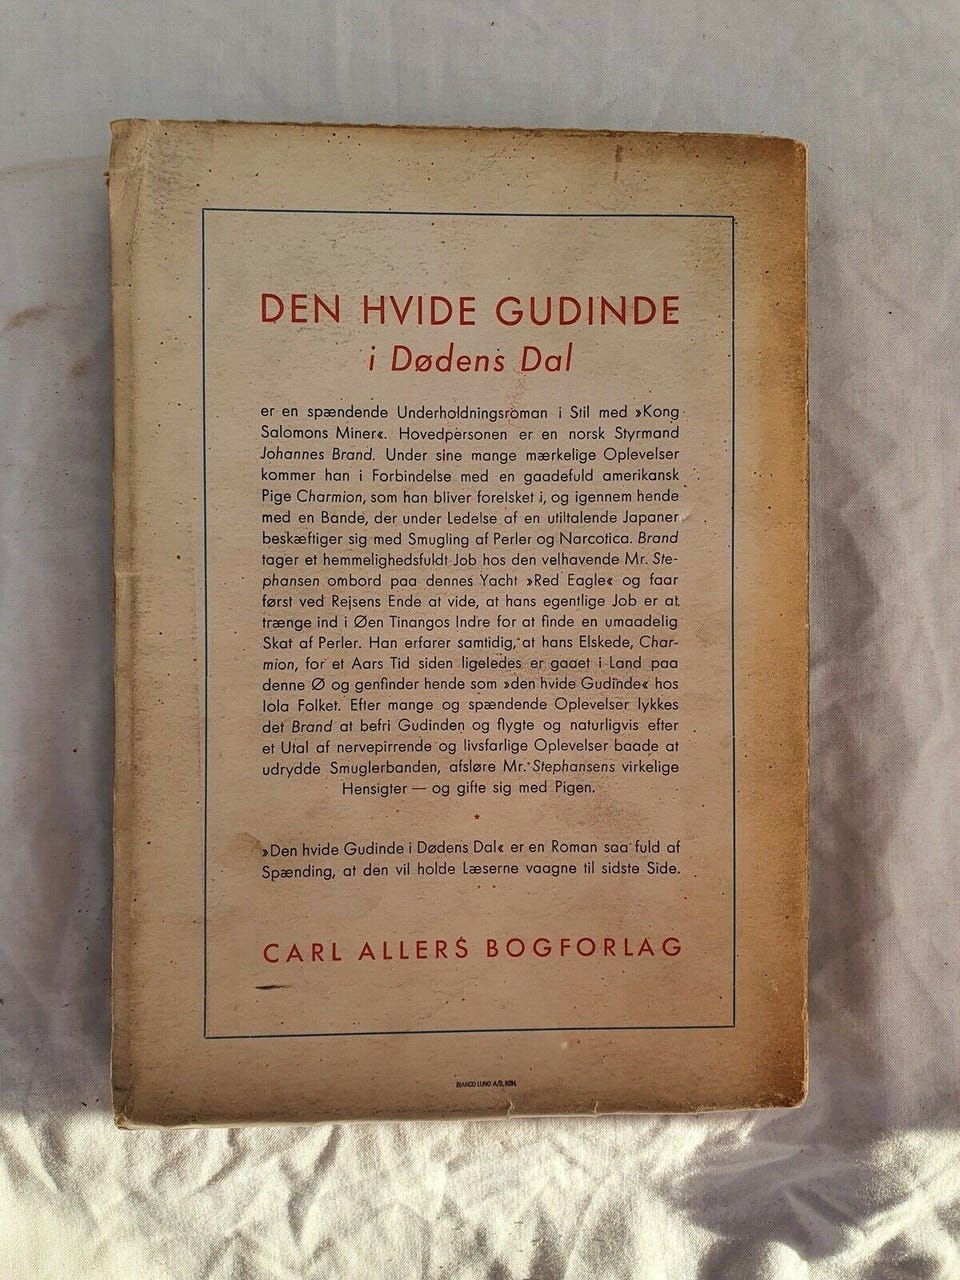 DEN HVIDE GUDINDE
i Dødens Dal
er en spændende Underholdningsroman i Stil med »Kong
Salomons Miner«. Hovedpersonen er en norsk Styrmand
Johannes Brand. Under sine mange mærkelige Oplevelser
kommer han i Forbindelse med en gaadefuld amerikansk
Pige Charmion, som han bliver forelsket i, og igennem hende
med en Bande, der under Ledelse af en utiltalende Japaner
beskæftiger sig med Smugling af Perler og Narcotica. Brand
tager et hemmelighedsfuldt Job hos den velhavende Mr. Ste-
phansen ombord paa dennes Yacht »Red Eagle« og faar
først ved Rejsens Ende at vide, at hans egentlige Job er at
trænge ind i Øen Tinangos Indre for at finde en umaadelig
Skat af Perler. Han erfarer samtidig, at hans Elskede, Char-
mion, for et Aars Tid siden ligeledes er gaaet i Land paa
denne Ø og genfinder hende som »den hvide Gudinde« hos
Iola Folket. Efter mange og spændende Oplevelser lykkes
det Brand at befri Gudinden og flygte og naturligvis efter
et Utal af nervepirrende og livsfarlige Oplevelser baade at
udrydde Smuglerbanden, afsløre Mr. Stephansens virkelige
Hensigter — og gifte sig med Pigen.
*
»Den hvide Gudinde i Dødens Dal« er en Roman saa fuld af
Spænding, at den vil holde Læserne vaagne til sidste Side.
CARL ALLERS BOGFORLAG
BIANCO LUNO A/S, KBH.